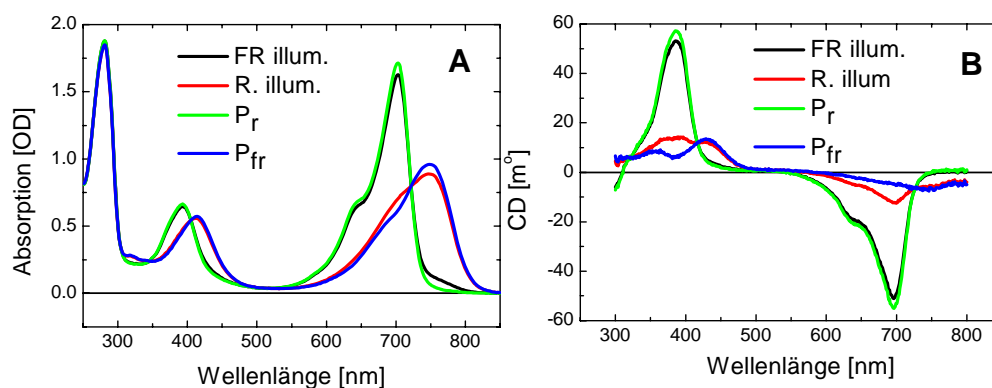 2.0
1.5
1.0
0.5
0.0
Absorption [OD]
FR illum.
R. illum.
Pr
Pfr
A
300 400 500 600 700 800
Wellenlänge [nm]
60
40
20
0
-20
-40
-60
CD [m°]
FR illum.
R. illum
Pr
Pfr
B
300 400 500 600 700 800
Wellenlänge [nm]